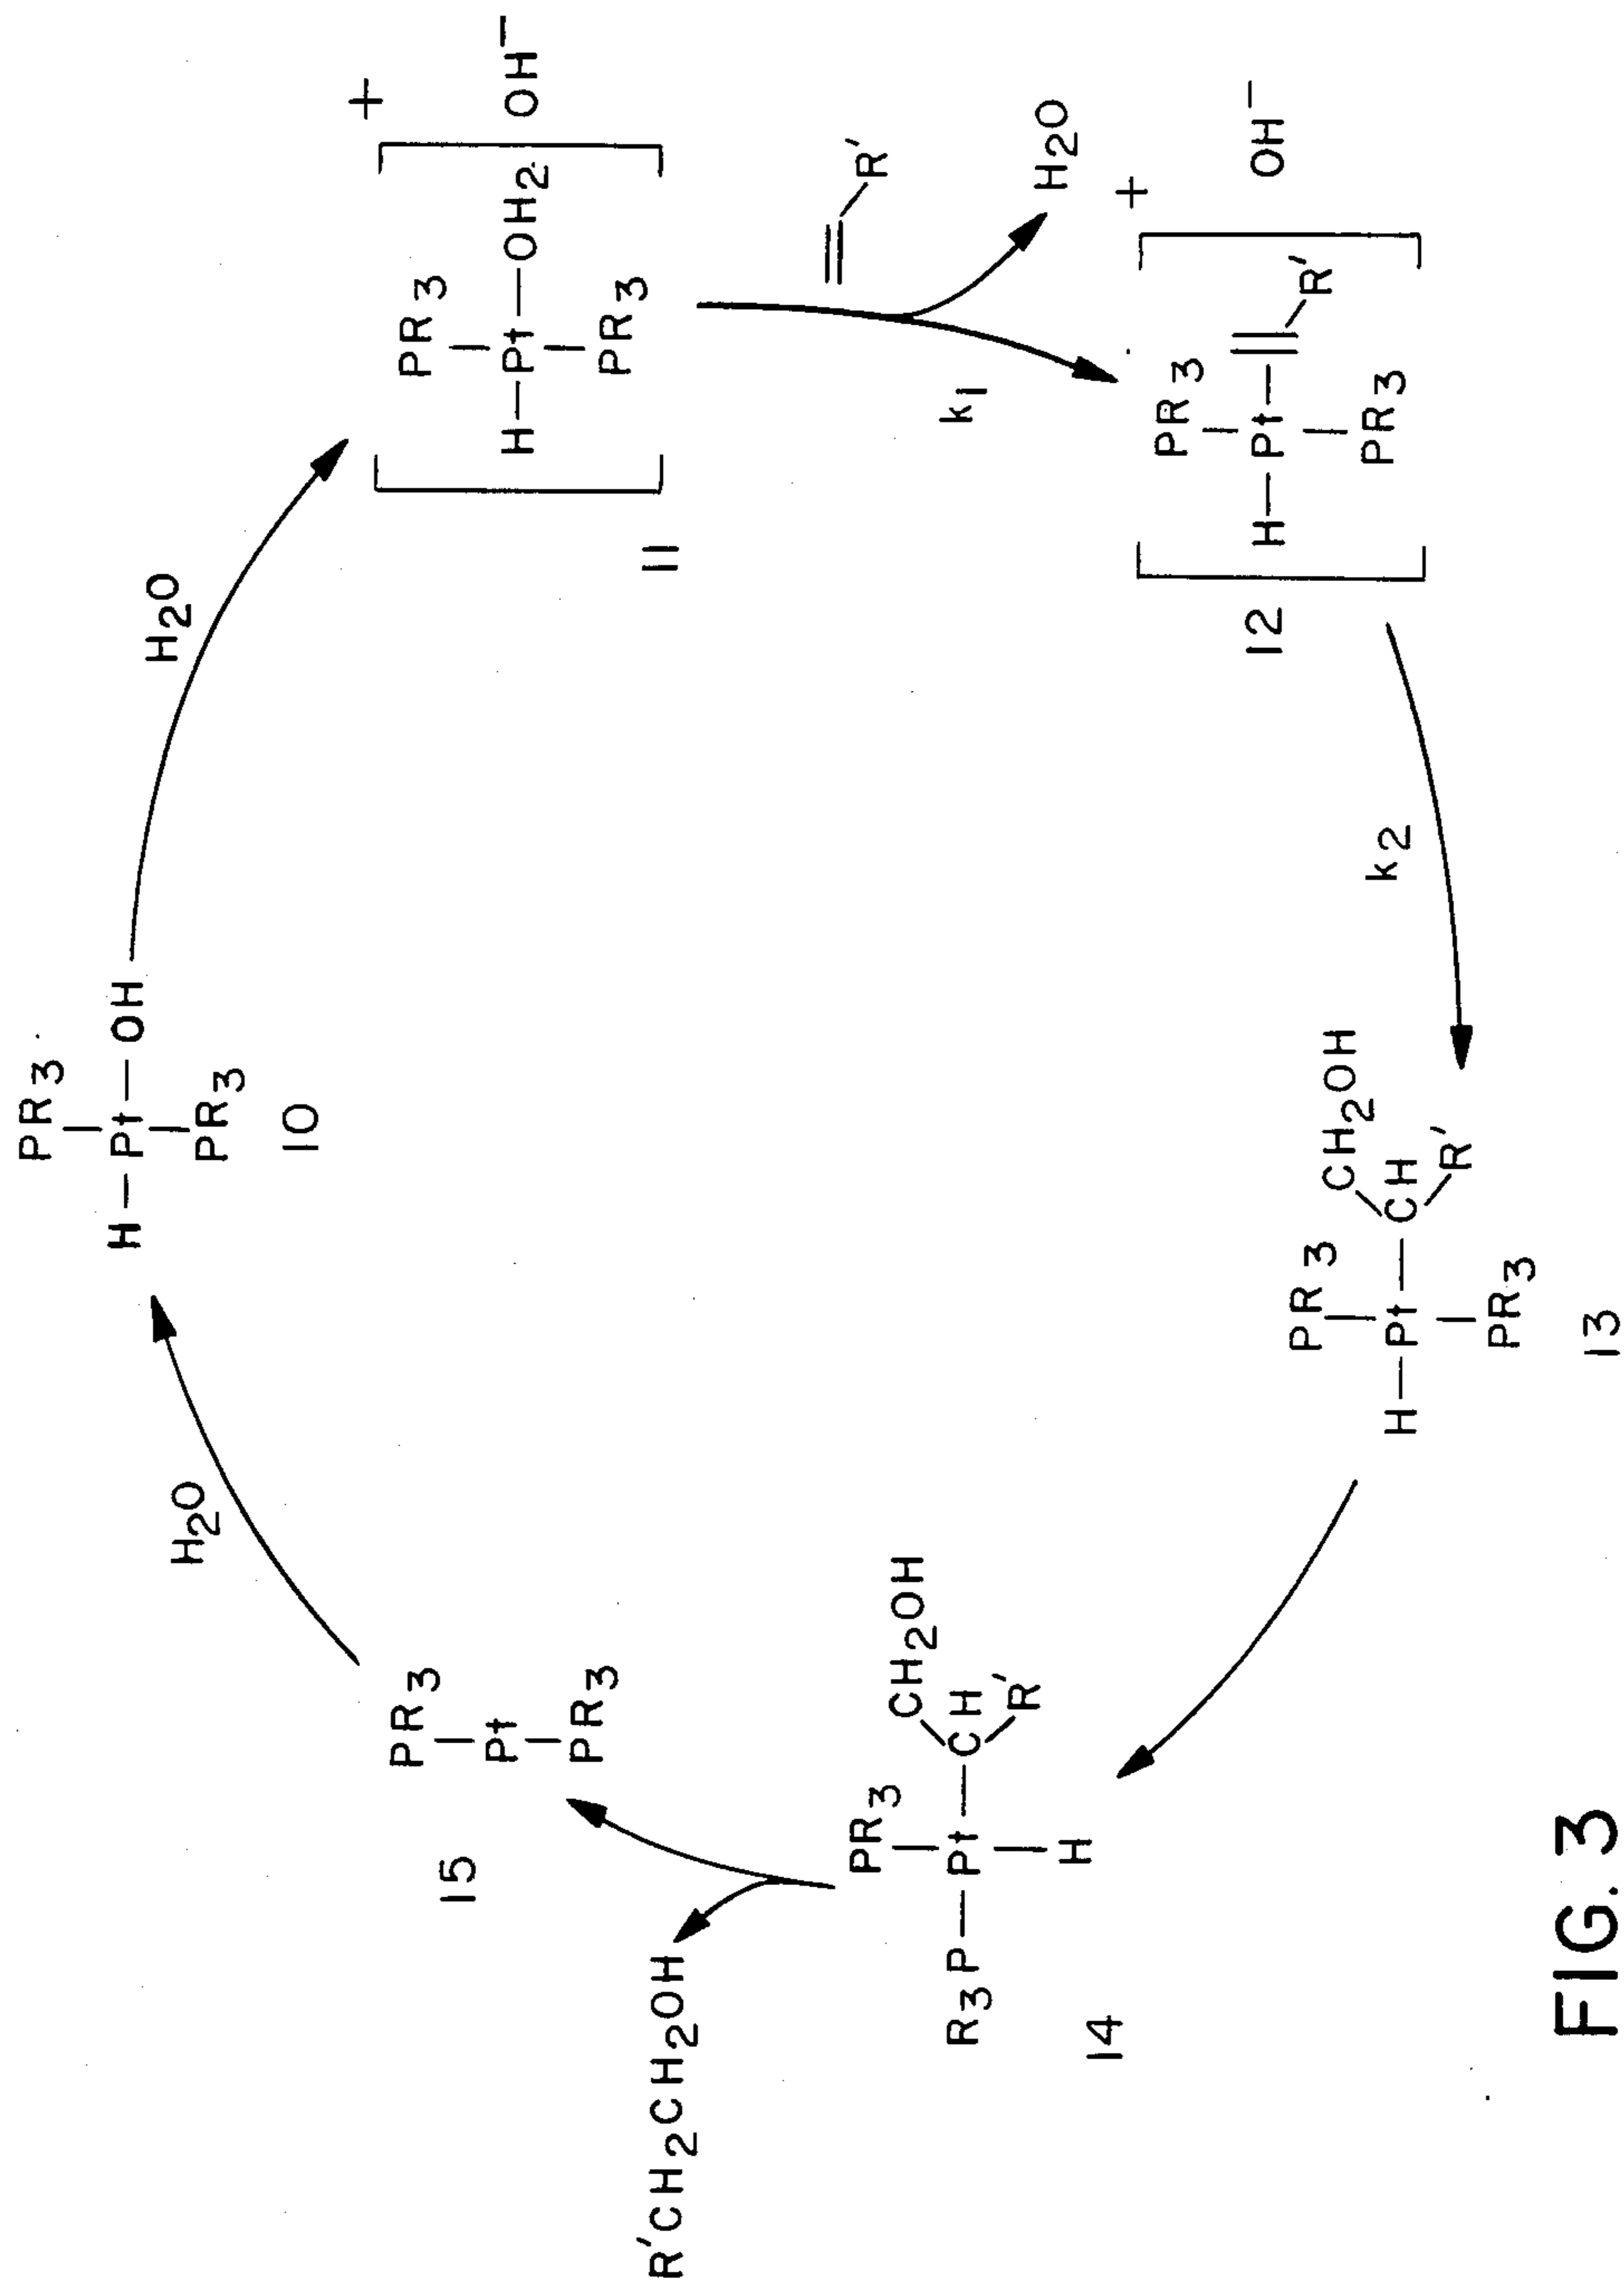 PR3
H—Pt—OH
PR3
10
H2O
[H—Pt—OH2]+ OH−
PR3
PR3
11
═\R′
k1
H2O
[H—Pt—||\R′]+ OH−
PR3
PR3
12
k2
PR3
CH2OH
H—Pt—CH
R′
PR3
13
PR3
CH2OH
R3P—Pt—CH
R′
H
14
R′CH2CH2OH
PR3
Pt
PR3
15
H2O
FIG. 3